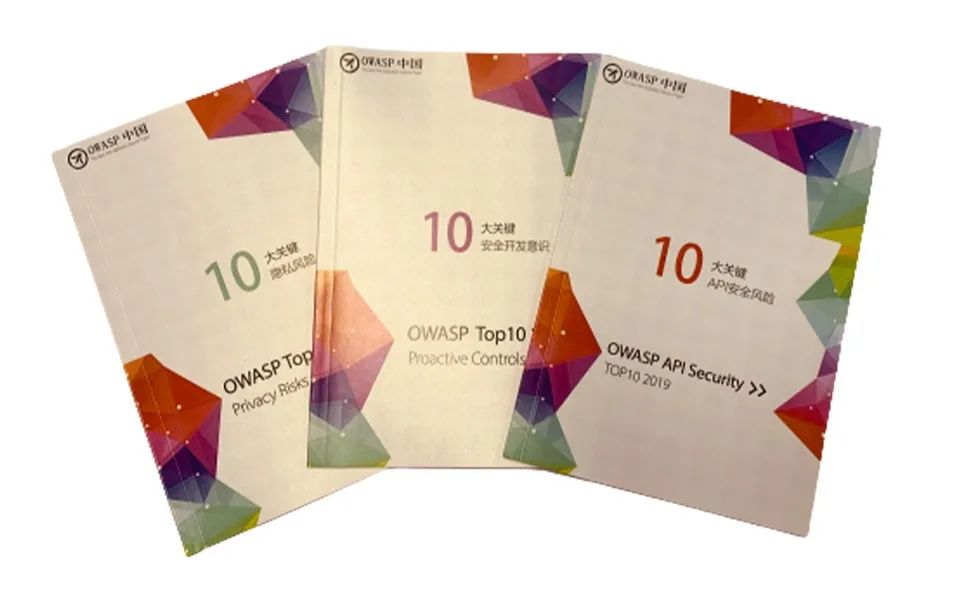 OWASP 中国
10
大关键
隐私风险
OWASP Top
Privacy Risks
OWASP 中国
10
大关键
安全开发意识
OWASP Top10
Proactive Controls
OWASP 中国
10
大关键
API安全风险
OWASP API Security >>
TOP10 2019